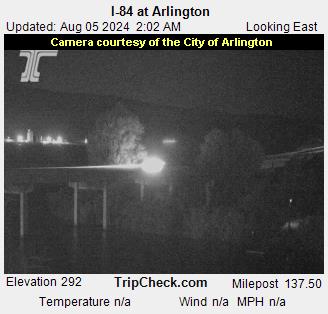 I-84 at Arlington
Updated: Aug 05 2024 2:02 AM Looking East
Camera courtesy of the City of Arlington
Elevation 292 TripCheck.com Milepost 137.50
Temperature n/a Wind n/a MPH n/a